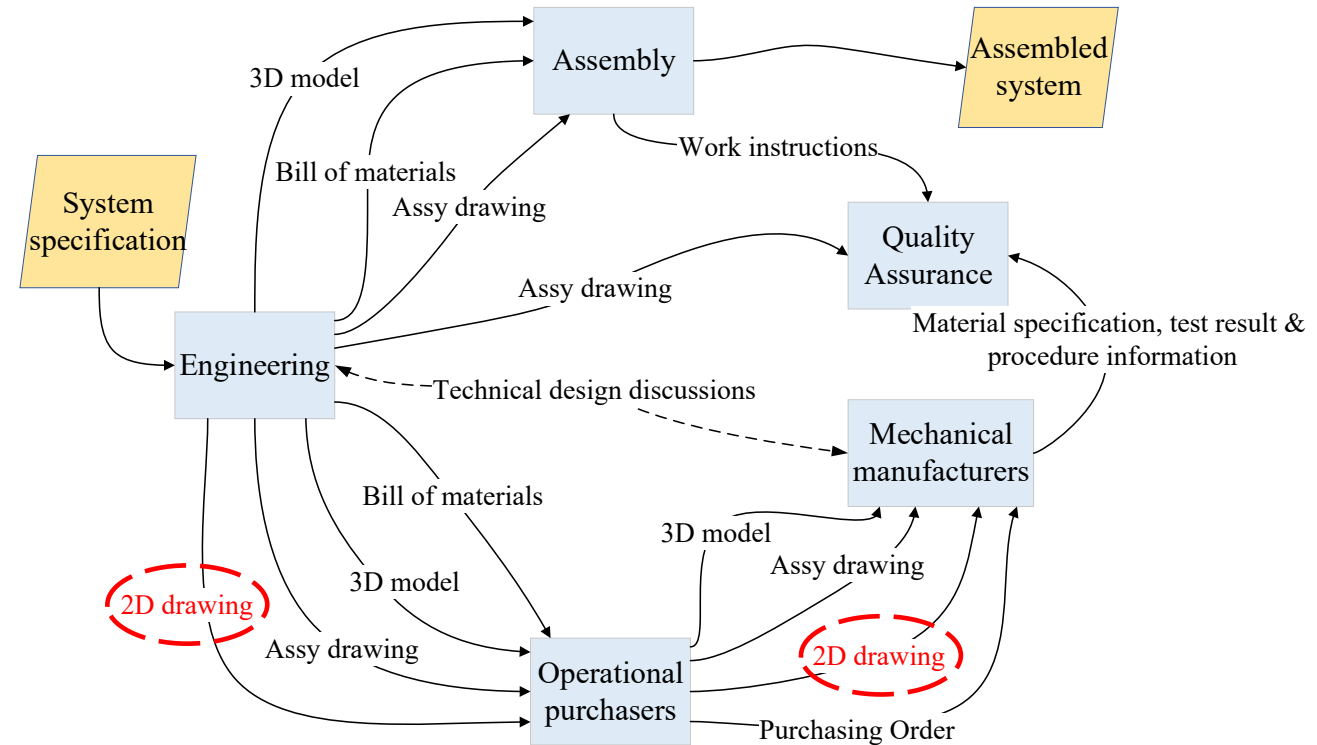 Assembly
Assembled
system
3D model
Work instructions
Bill of materials
System
specification
Assy drawing
Quality
Assurance
Assy drawing
Material specification, test result &
procedure information
Engineering
Technical design discussions
Mechanical
manufacturers
Bill of materials
3D model
Assy drawing
3D model
2D drawing
Assy drawing
2D drawing
Operational
purchasers
Purchasing Order